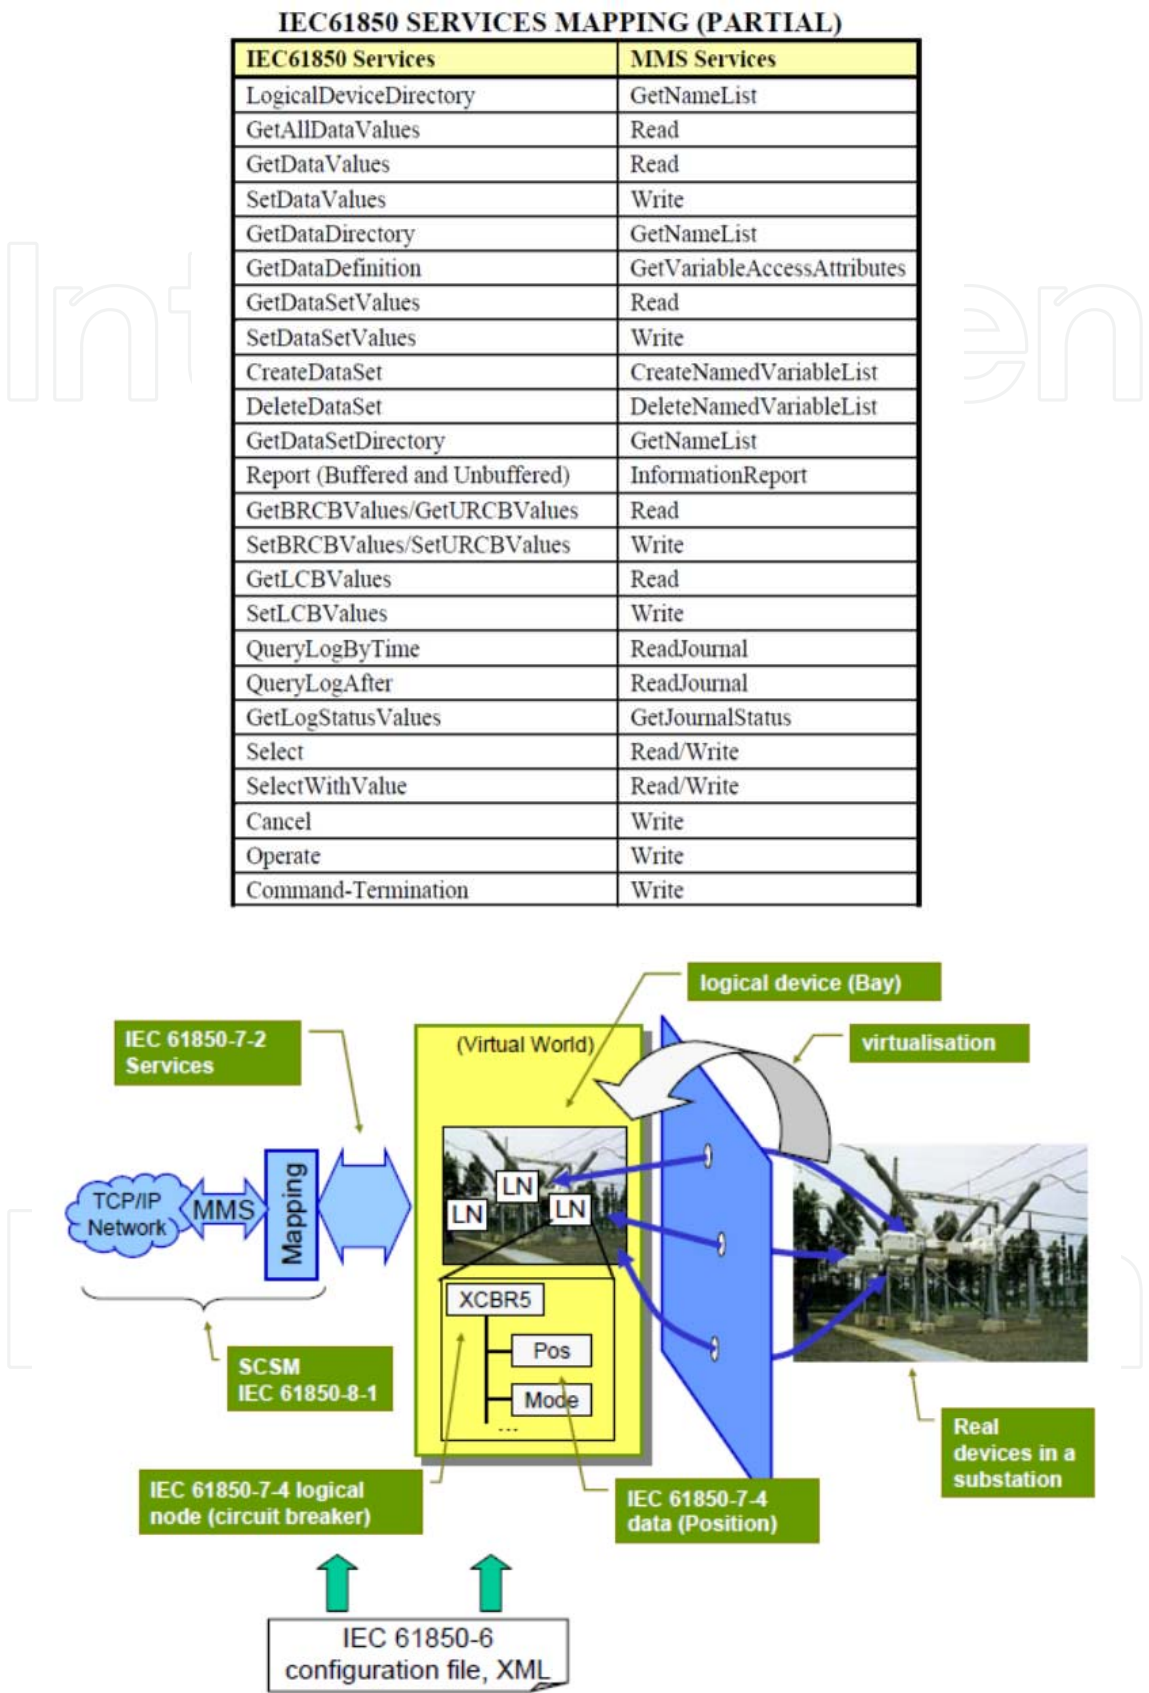 IEC61850 SERVICES MAPPING (PARTIAL)
IEC61850 Services MMS Services
LogicalDeviceDirectory GetNameList
GetAllDataValues Read
GetDataValues Read
SetDataValues Write
GetDataDirectory GetNameList
GetDataDefinition GetVariableAccessAttributes
GetDataSetValues Read
SetDataSetValues Write
CreateDataSet CreateNamedVariableList
DeleteDataSet DeleteNamedVariableList
GetDataSetDirectory GetNameList
Report (Buffered and Unbuffered) InformationReport
GetBRCBValues/GetURCBValues Read
SetBRCBValues/SetURCBValues Write
GetLCBValues Read
SetLCBValues Write
QueryLogByTime ReadJournal
QueryLogAfter ReadJournal
GetLogStatusValues GetJournalStatus
Select Read/Write
SelectWithValue Read/Write
Cancel Write
Operate Write
Command-Termination Write
logical device (Bay)
IEC 61850-7-2
Services
(Virtual World)
virtualisation
TCP/IP
Network
MMS
Mapping
LN
LN
LN
XCBR5
Pos
Mode
...
SCSM
IEC 61850-8-1
Real
devices in a
substation
IEC 61850-7-4 logical
node (circuit breaker)
IEC 61850-7-4
data (Position)
IEC 61850-6
configuration file, XML